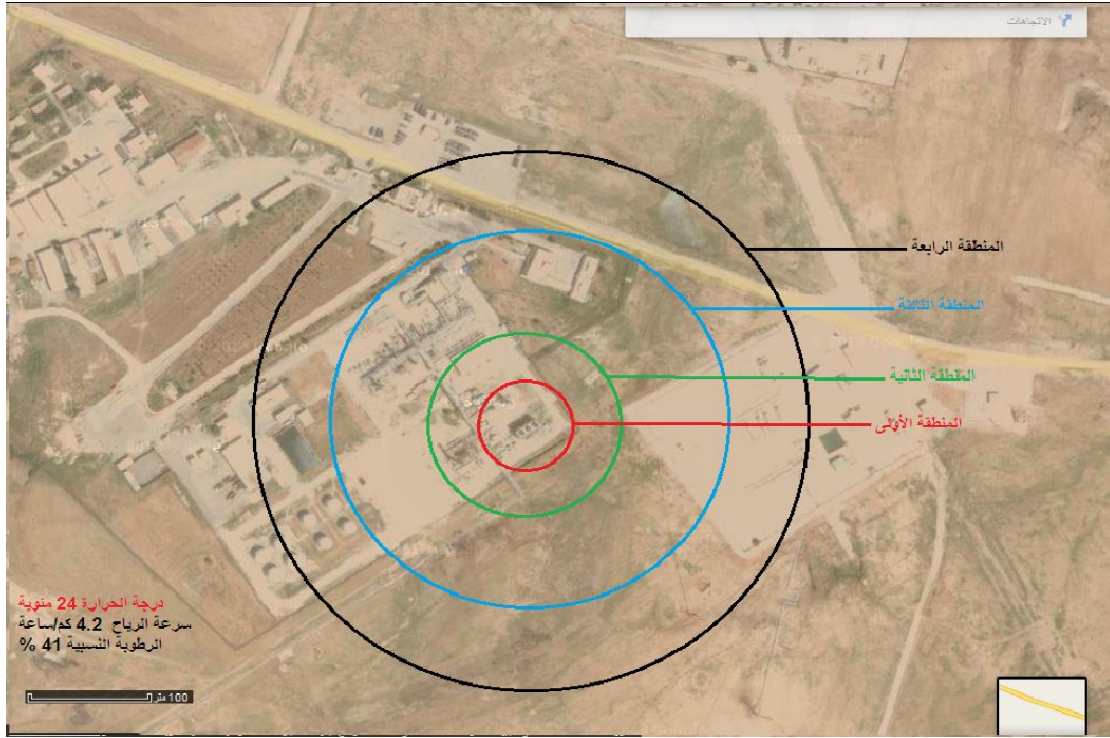 الاتجاهات
المنطقة الرابعة
المنطقة الثالثة
المنطقة الثانية
المنطقة الأولى
درجة الحرارة 24 مئوية
سرعة الرياح 4.2 كم/ساعة
الرطوبة النسبية 41 %
100 متر